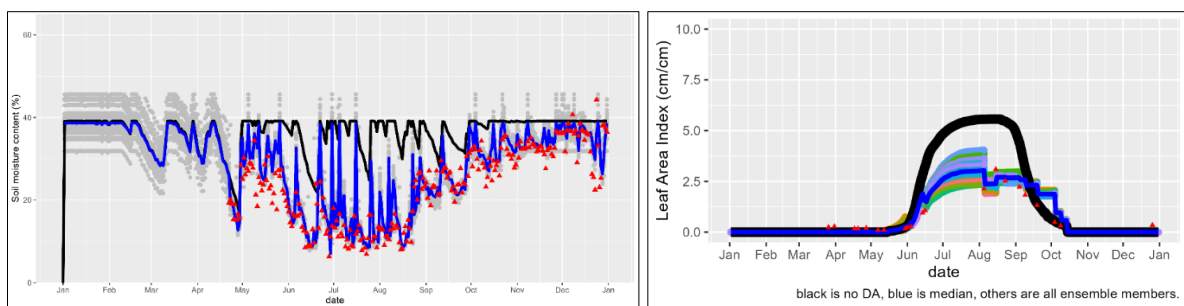 60
40
20
0
Soil moisture content (%)
Jan Feb Mar Apr May Jun Jul Aug Sep Oct Nov Dec Jan
date
10.0
7.5
5.0
2.5
0.0
Leaf Area Index (cm/cm)
Jan Feb Mar Apr May Jun Jul Aug Sep Oct Nov Dec Jan
date
black is no DA, blue is median, others are all ensemble members.